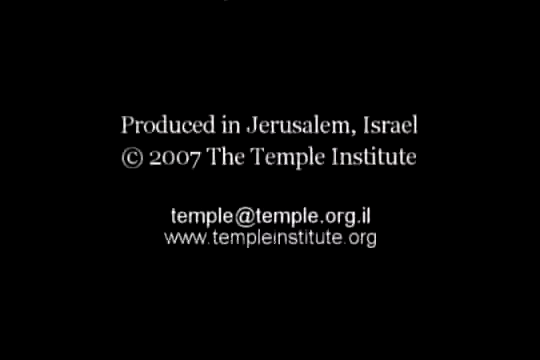 Produced in Jerusalem, Israel
© 2007 The Temple Institute
temple@temple.org.il
www.templeinstitute.org